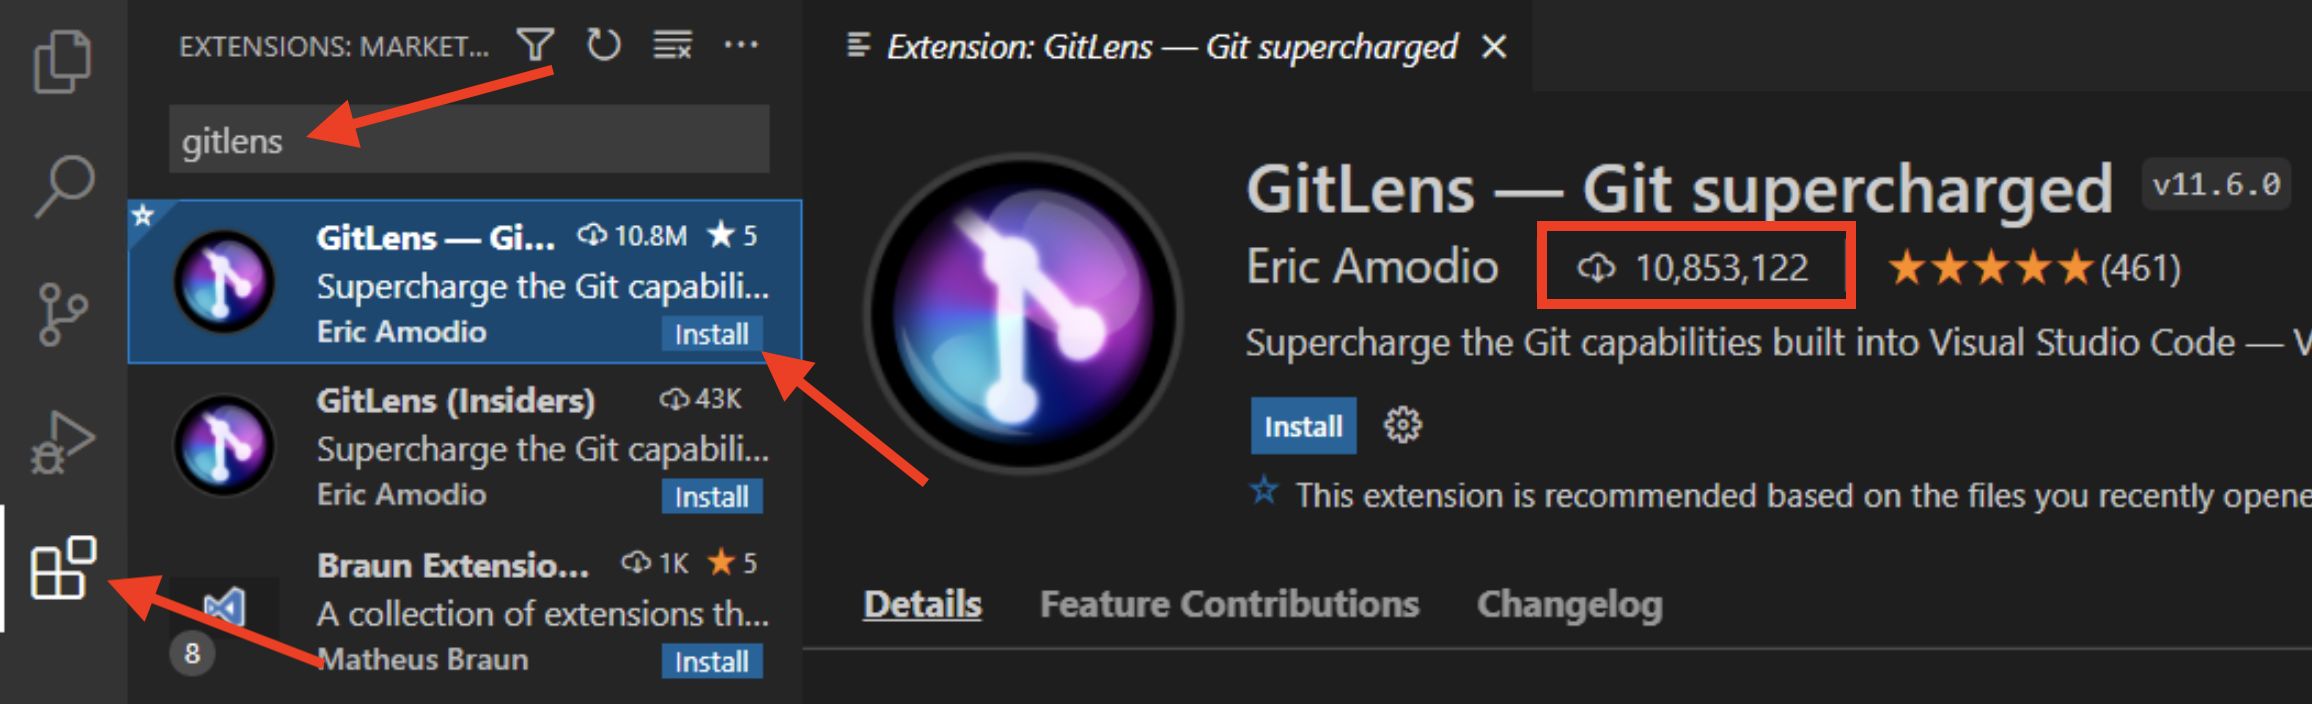 EXTENSIONS: MARKET...
gitlens
GitLens — Gi... 10.8M ★ 5
Supercharge the Git capabili...
Eric Amodio Install
GitLens (Insiders) 43K
Supercharge the Git capabili...
Eric Amodio Install
Braun Extensio... 1K ★ 5
A collection of extensions th...
8 Matheus Braun Install
Extension: GitLens — Git supercharged
GitLens — Git supercharged v11.6.0
Eric Amodio 10,853,122 ★★★★★(461)
Supercharge the Git capabilities built into Visual Studio Code — V
Install
This extension is recommended based on the files you recently opene
Details Feature Contributions Changelog